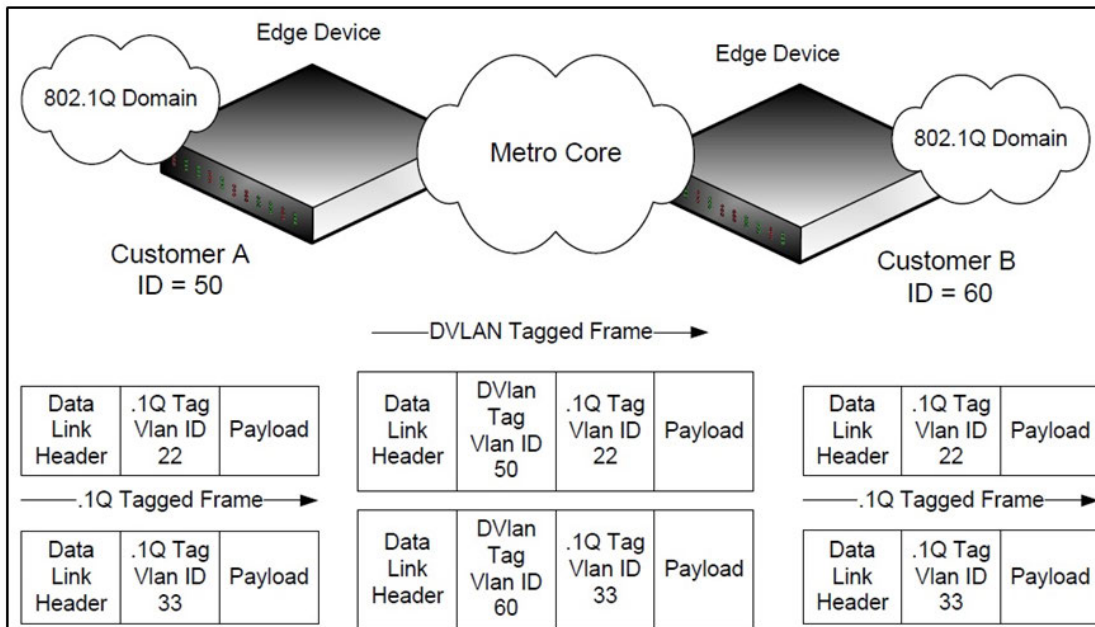 Edge Device
Edge Device
802.1Q Domain
Metro Core
802.1Q Domain
Customer A
ID = 50
Customer B
ID = 60
DVLAN Tagged Frame
Data
Link
Header
.1Q Tag
Vlan ID
22
Payload
Data
Link
Header
DVlan
Tag
Vlan ID
50
.1Q Tag
Vlan ID
22
Payload
Data
Link
Header
.1Q Tag
Vlan ID
22
Payload
.1Q Tagged Frame
.1Q Tagged Frame
Data
Link
Header
.1Q Tag
Vlan ID
33
Payload
Data
Link
Header
DVlan
Tag
Vlan ID
60
.1Q Tag
Vlan ID
33
Payload
Data
Link
Header
.1Q Tag
Vlan ID
33
Payload